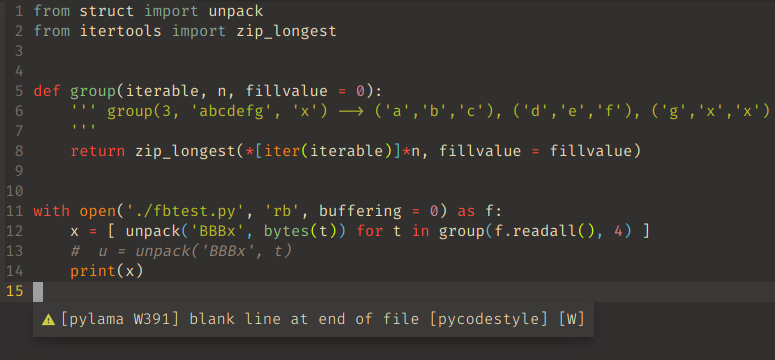 1 from struct import unpack
2 from itertools import zip_longest
3
4
5 def group(iterable, n, fillvalue = 0):
6     ''' group(3, 'abcdefg', 'x') ⟶ ('a','b','c'), ('d','e','f'), ('g','x','x')
7     '''
8     return zip_longest(*[iter(iterable)]*n, fillvalue = fillvalue)
9
10
11 with open('./fbtest.py', 'rb', buffering = 0) as f:
12     x = [ unpack('BBBx', bytes(t)) for t in group(f.readall(), 4) ]
13     #  u = unpack('BBBx', t)
14     print(x)
15
⚠ [pylama W391] blank line at end of file [pycodestyle] [W]